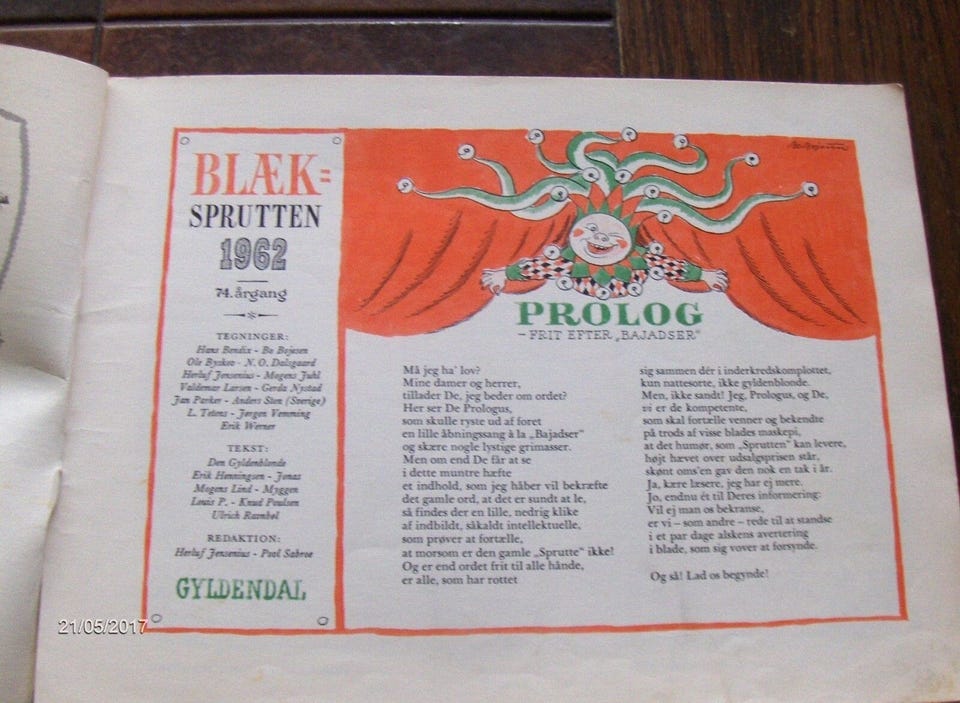 BLÆK=
SPRUTTEN
1962
74. årgang
TEGNINGER:
Hans Bendix - Bo Bojesen
Ole Byskov - N. O. Dalsgaard
Herluf Jensenius - Mogens Juhl
Valdemar Larsen - Gerda Nystad
Jan Parker - Anders Sten (Sverige)
L. Tetens - Jørgen Vemming
Erik Werner
TEKST:
Den Gyldenblonde
Erik Henningsen - Jonas
Mogens Lind - Myggen
Louis P. - Knud Poulsen
Ulrich Ravnbøl
REDAKTION:
Herluf Jensenius - Poul Sabroe
GYLDENDAL
Bo Bojesen
PROLOG
- FRIT EFTER „BAJADSER"
Må jeg ha' lov?
Mine damer og herrer,
tillader De, jeg beder om ordet?
Her ser De Prologus,
som skulle ryste ud af foret
en lille åbningssang à la „Bajadser"
og skære nogle lystige grimasser.
Men om end De får at se
i dette muntre hæfte
et indhold, som jeg håber vil bekræfte
det gamle ord, at det er sundt at le,
så findes der en lille, nedrig klike
af indbildt, såkaldt intellektuelle,
som prøver at fortælle,
at morsom er den gamle „Sprutte" ikke!
Og er end ordet frit til alle hånde,
er alle, som har rottet
sig sammen dér i inderkredskomplottet,
kun nattesorte, ikke gyldenblonde.
Men, ikke sandt! Jeg, Prologus, og De,
vi er de kompetente,
som skal fortælle venner og bekendte
på trods af visse blades maskepi,
at det humør, som „Sprutten" kan levere,
højt hævet over udsalgsprisen står,
skønt oms'en gav den nok en tak i år.
Ja, kære læsere, jeg har ej mere.
Jo, endnu ét til Deres informering:
Vil ej man os bekranse,
er vi – som andre – rede til at standse
i et par dage alskens avertering
i blade, som sig vover at forsynde.
Og så! Lad os begynde!
21/05/2017